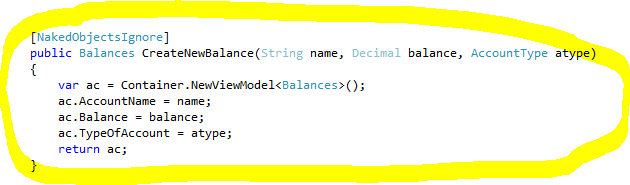 [NakedObjectsIgnore]
public Balances CreateNewBalance(String name, Decimal balance, AccountType atype)
{
    var ac = Container.NewViewModel<Balances>();
    ac.AccountName = name;
    ac.Balance = balance;
    ac.TypeOfAccount = atype;
    return ac;
}